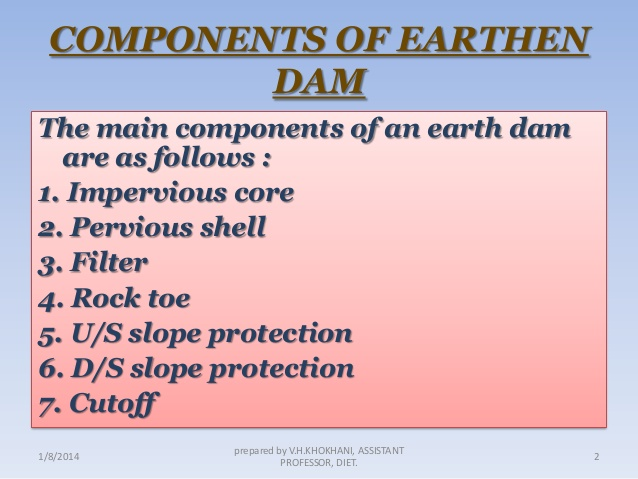 COMPONENTS OF EARTHEN
DAM
The main components of an earth dam
are as follows :
1. Impervious core
2. Pervious shell
3. Filter
4. Rock toe
5. U/S slope protection
6. D/S slope protection
7. Cutoff
1/8/2014
prepared by V.H.KHOKHANI, ASSISTANT
PROFESSOR, DIET.
2